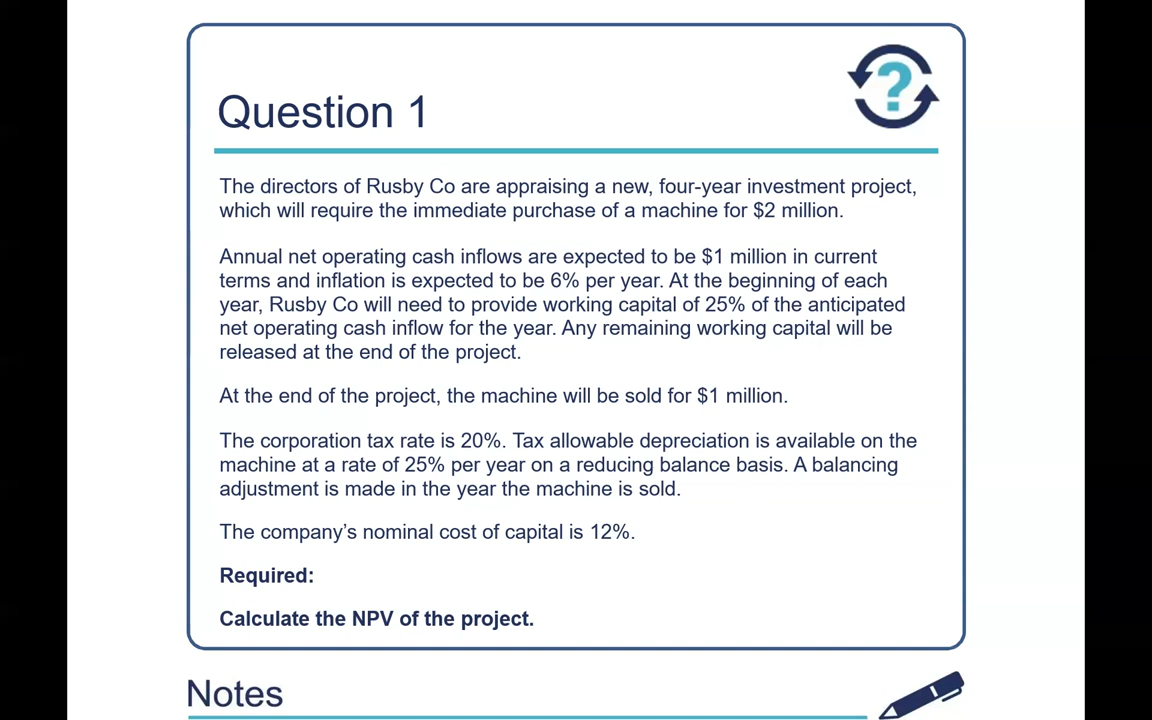 Question 1
?
The directors of Rusby Co are appraising a new, four-year investment project,
which will require the immediate purchase of a machine for $2 million.
Annual net operating cash inflows are expected to be $1 million in current
terms and inflation is expected to be 6% per year. At the beginning of each
year, Rusby Co will need to provide working capital of 25% of the anticipated
net operating cash inflow for the year. Any remaining working capital will be
released at the end of the project.
At the end of the project, the machine will be sold for $1 million.
The corporation tax rate is 20%. Tax allowable depreciation is available on the
machine at a rate of 25% per year on a reducing balance basis. A balancing
adjustment is made in the year the machine is sold.
The company's nominal cost of capital is 12%.
Required:
Calculate the NPV of the project.
Notes